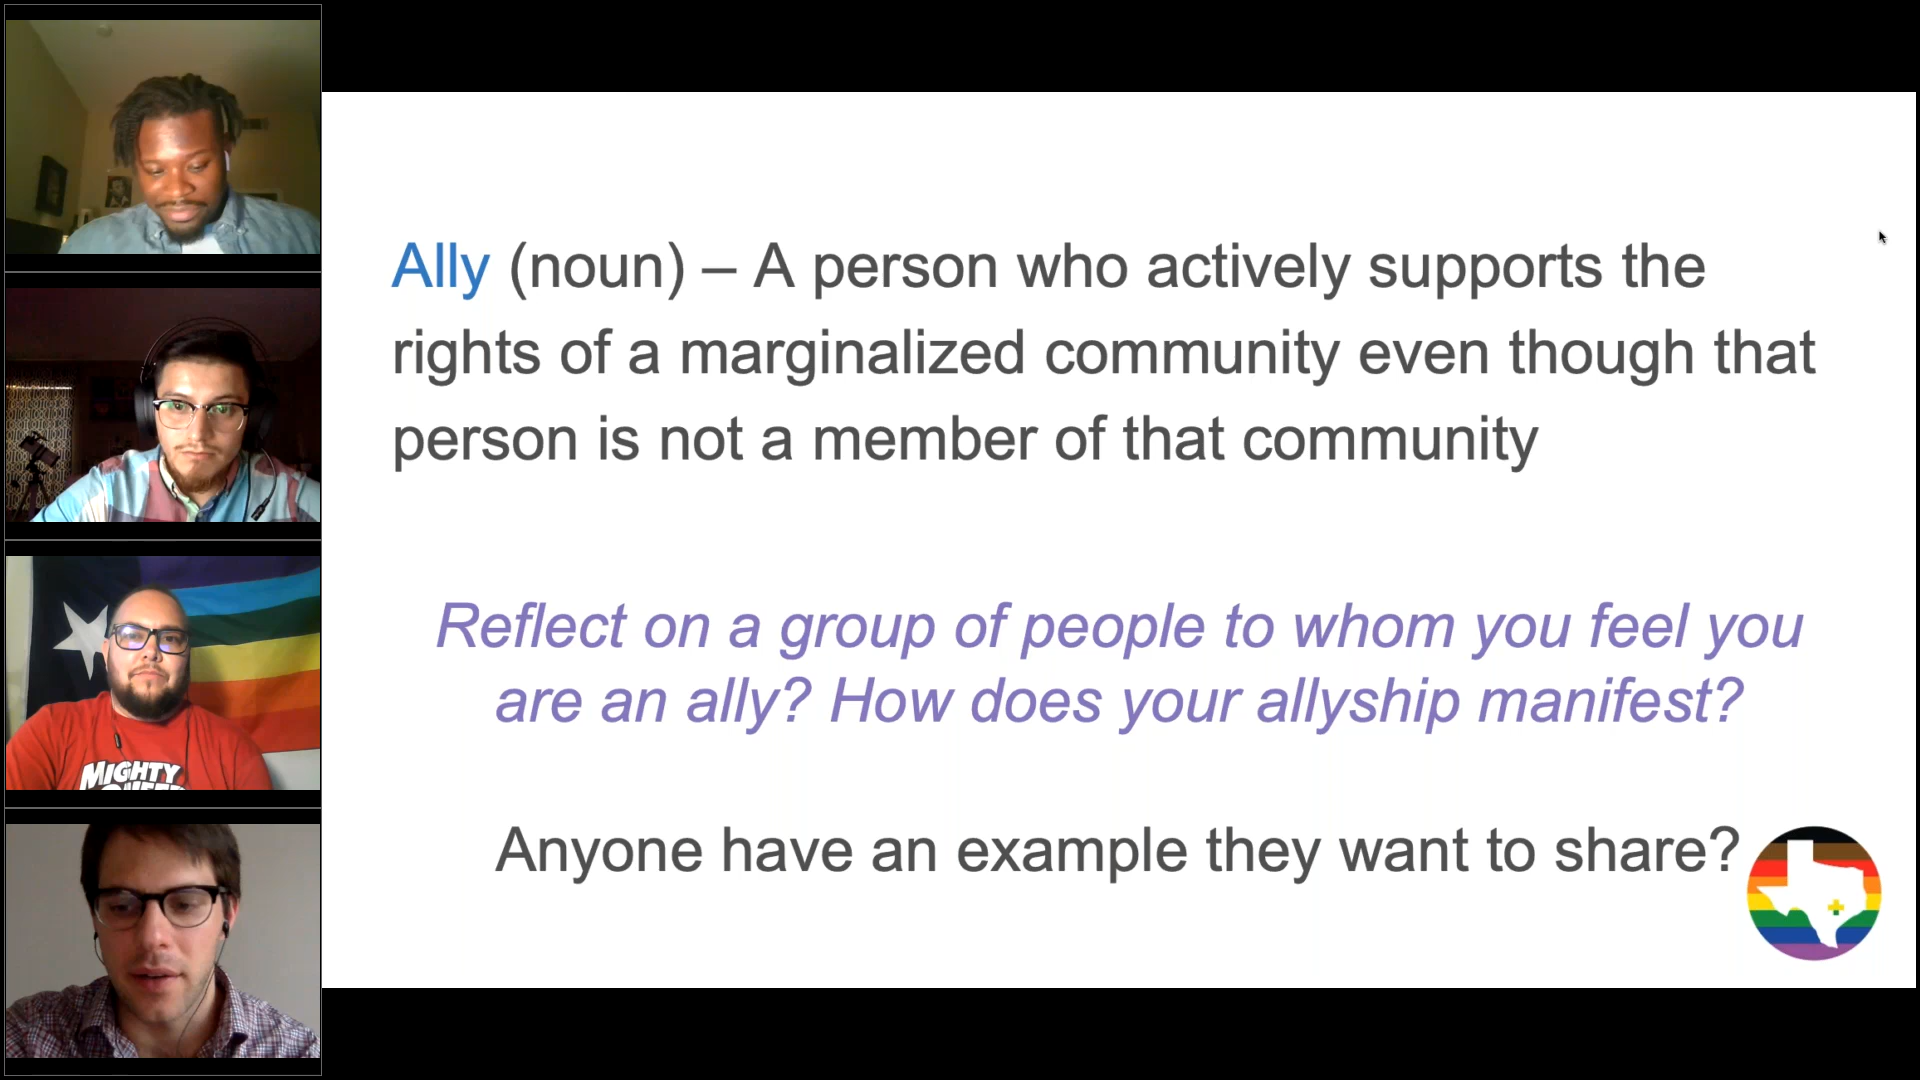 Ally (noun) – A person who actively supports the
rights of a marginalized community even though that
person is not a member of that community
Reflect on a group of people to whom you feel you
are an ally? How does your allyship manifest?
Anyone have an example they want to share?
MIGHTY